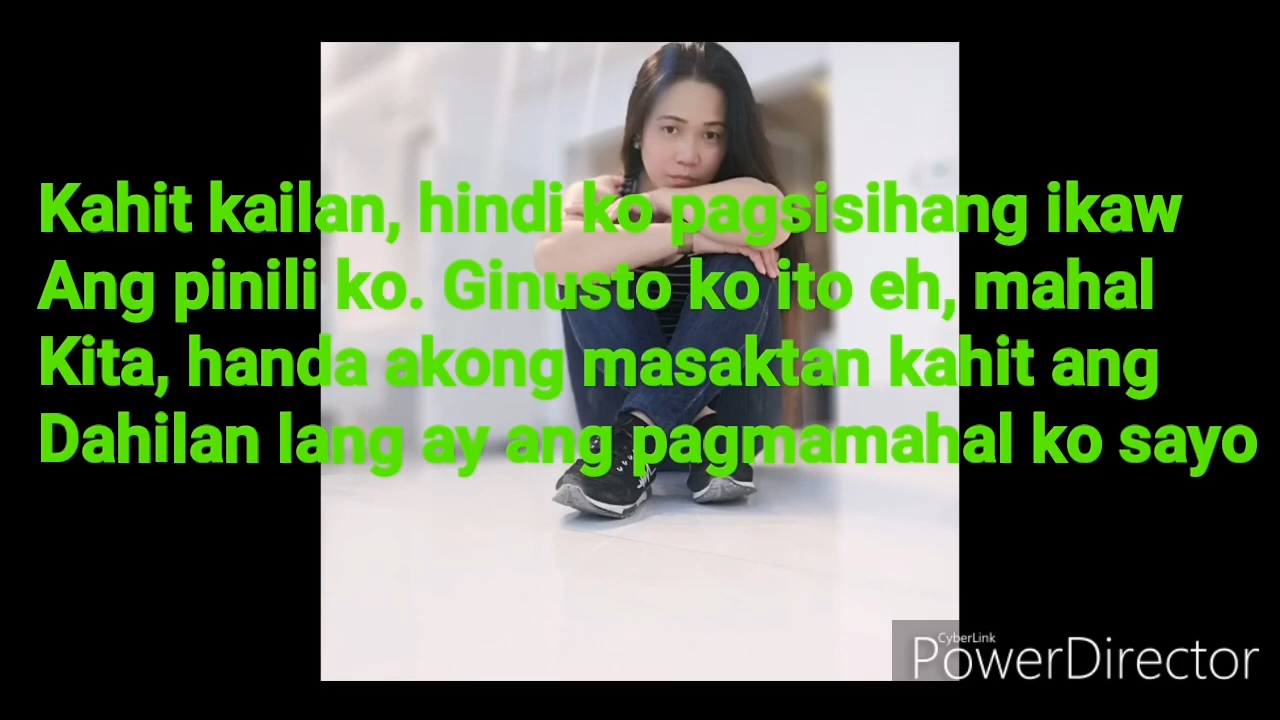 Kahit kailan, hindi ko pagsisihang ikaw
Ang pinili ko. Ginusto ko ito eh, mahal
Kita, handa akong masaktan kahit ang
Dahilan lang ay ang pagmamahal ko sayo
CyberLink
PowerDirector